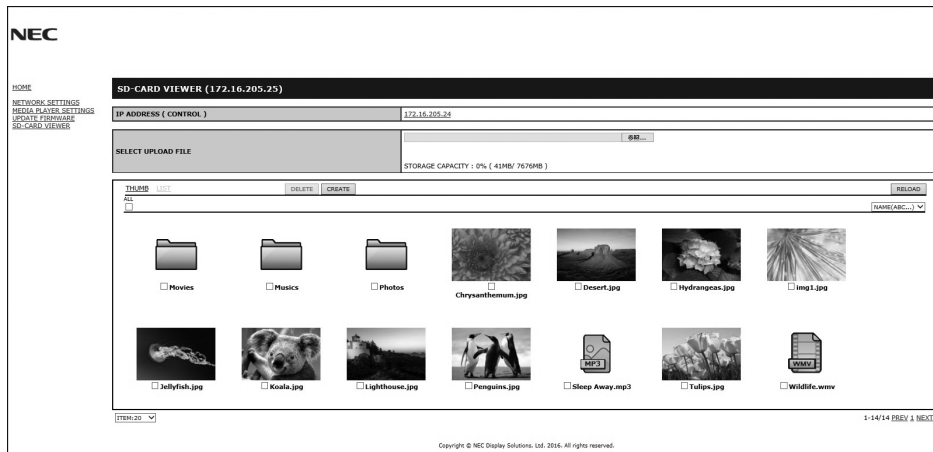 NEC
HOME
NETWORK SETTINGS
MEDIA PLAYER SETTINGS
UPDATE FIRMWARE
SD-CARD VIEWER
SD-CARD VIEWER (172.16.205.25)
IP ADDRESS ( CONTROL )
172.16.205.24
SELECT UPLOAD FILE
参照...
STORAGE CAPACITY : 0% ( 41MB/ 7676MB )
THUMB LIST DELETE CREATE RELOAD
ALL
NAME(ABC...)
Movies Musics Photos Chrysanthemum.jpg Desert.jpg Hydrangeas.jpg img1.jpg
MP3 WMV
Jellyfish.jpg Koala.jpg Lighthouse.jpg Penguins.jpg Sleep Away.mp3 Tulips.jpg Wildlife.wmv
ITEM:20 1-14/14 PREV 1 NEXT
Copyright © NEC Display Solutions. Ltd. 2016. All rights reserved.